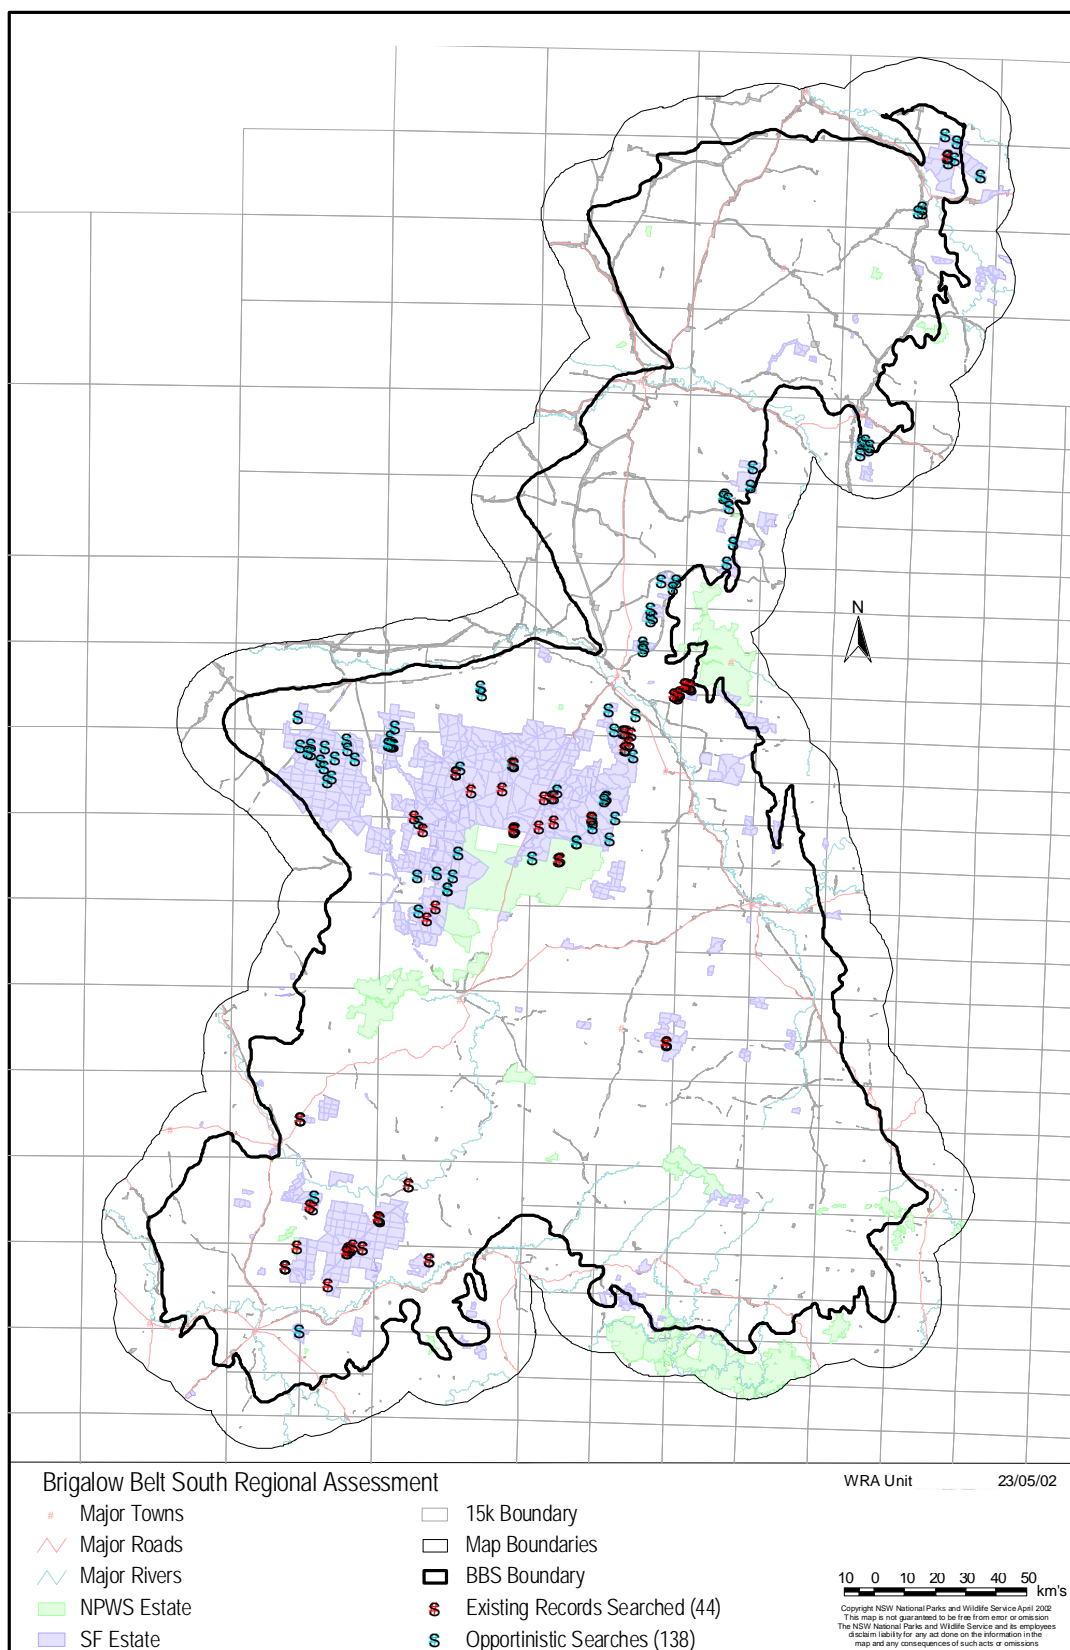 N
Brigalow Belt South Regional Assessment
WRA Unit 23/05/02
# Major Towns
Major Roads
Major Rivers
NPWS Estate
SF Estate
15k Boundary
Map Boundaries
BBS Boundary
S Existing Records Searched (44)
S Opportinistic Searches (138)
10 0 10 20 30 40 50 km's
Copyright NSW National Parks and Wildlife Service April 2002
This map is not guaranteed to be free from error or omission
The NSW National Parks and Wildlife Service and its employees
disclaim liability for any act done on the information in the
map and any consequences of such acts or omissions